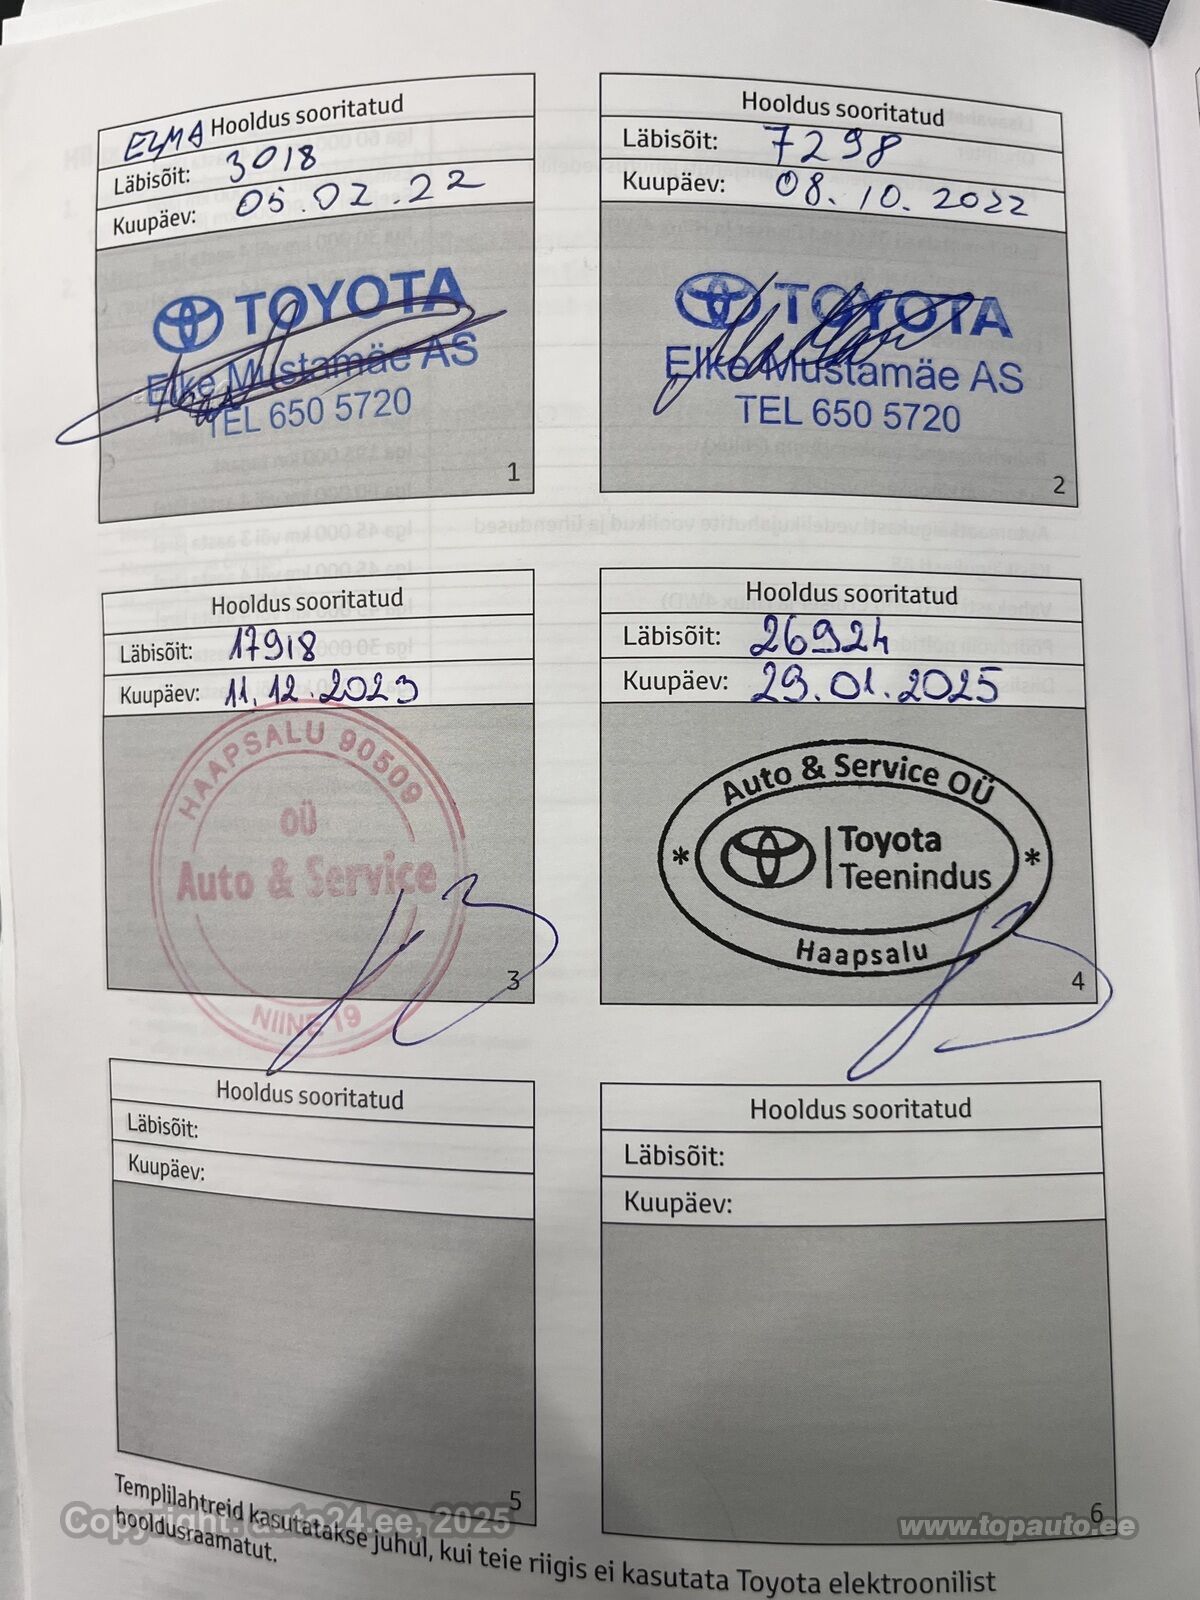 Hooldus sooritatud
Läbisõit: 3018
Kuupäev: 05.02.22
TOYOTA
Elke Mustamäe AS
TEL 650 5720
1
Hooldus sooritatud
Läbisõit: 7298
Kuupäev: 08.10.2022
TOYOTA
Elke Mustamäe AS
TEL 650 5720
2
Hooldus sooritatud
Läbisõit: 17918
Kuupäev: 11.12.2023
HAAPSALU 90509
OÜ
Auto & Service
NIINE 19
3
Hooldus sooritatud
Läbisõit: 26924
Kuupäev: 29.01.2025
Auto & Service OÜ
* Toyota *
Teenindus
Haapsalu
4
Hooldus sooritatud
Läbisõit:
Kuupäev:
5
Hooldus sooritatud
Läbisõit:
Kuupäev:
6
Templilahtreid kasutatakse juhul, kui teie riigis ei kasutata Toyota elektroonilist
hooldusraamatut.
Copyright: auto24.ee, 2025
www.topauto.ee